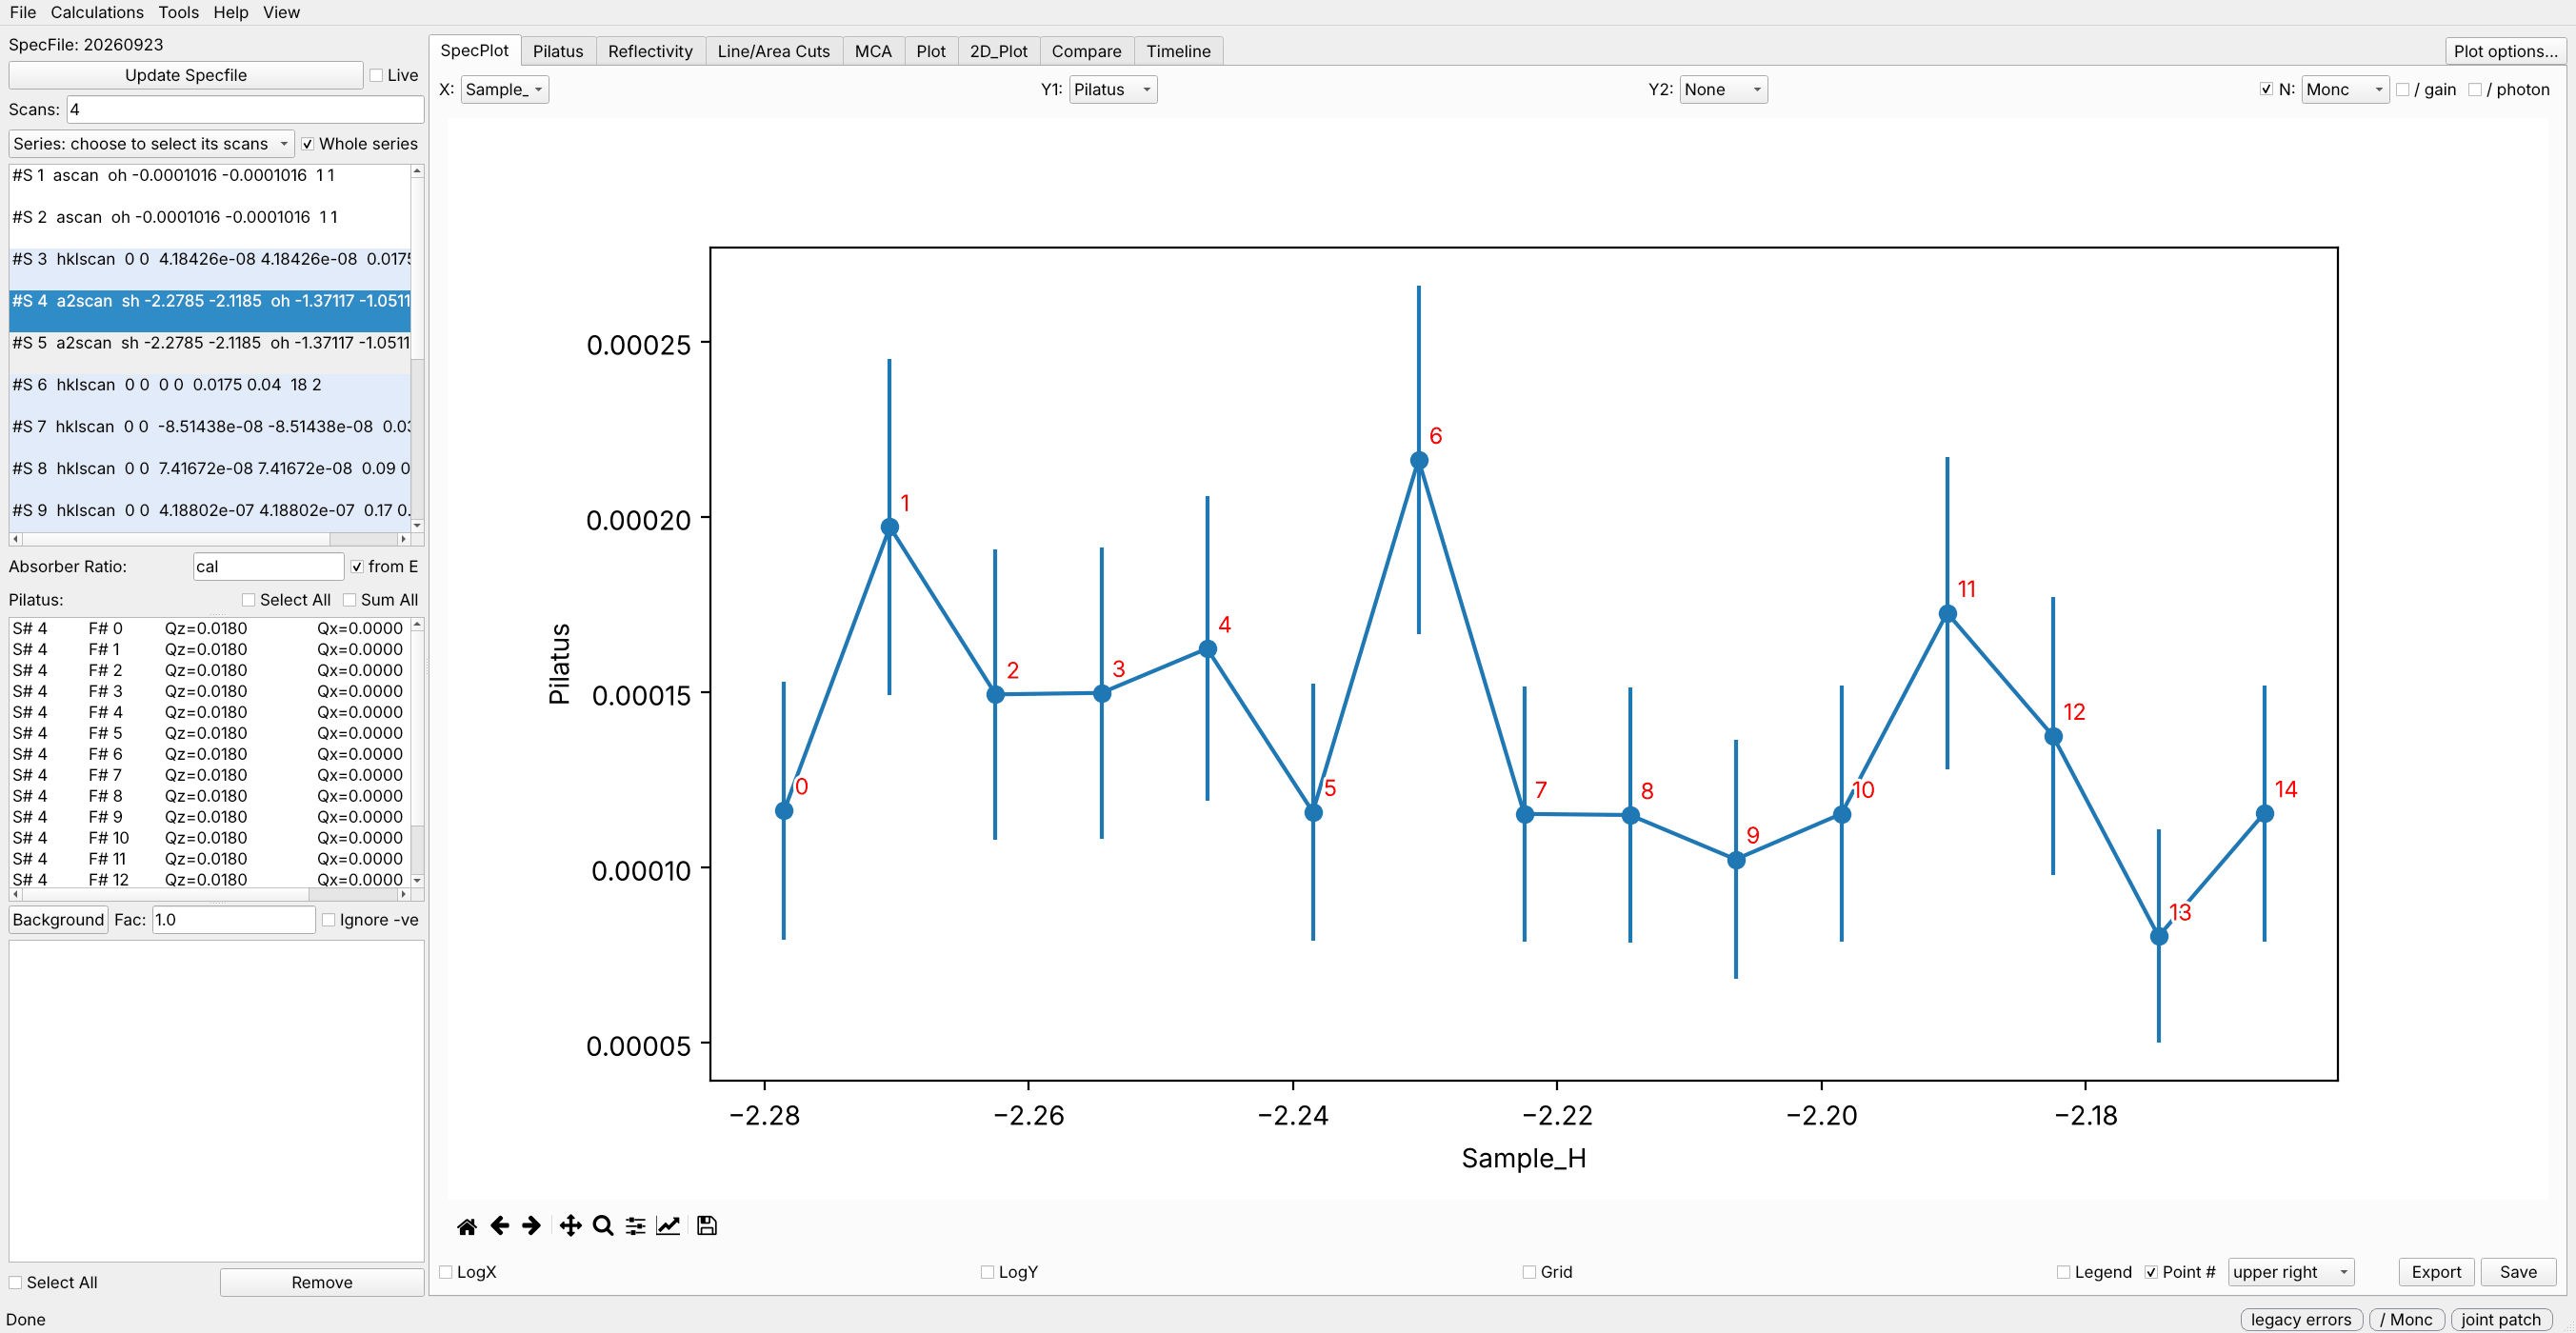 File Calculations Tools Help View
SpecFile: 20260923
Update Specfile Live
Scans: 4
Series: choose to select its scans Whole series
#S 1 ascan oh -0.0001016 -0.0001016 1 1
#S 2 ascan oh -0.0001016 -0.0001016 1 1
#S 3 hklscan 0 0 4.18426e-08 4.18426e-08 0.0175
#S 4 a2scan sh -2.2785 -2.1185 oh -1.37117 -1.0511
#S 5 a2scan sh -2.2785 -2.1185 oh -1.37117 -1.0511
#S 6 hklscan 0 0 0 0 0.0175 0.04 18 2
#S 7 hklscan 0 0 -8.51438e-08 -8.51438e-08 0.03
#S 8 hklscan 0 0 7.41672e-08 7.41672e-08 0.09 0
#S 9 hklscan 0 0 4.18802e-07 4.18802e-07 0.17 0.
Absorber Ratio: cal from E
Pilatus: Select All Sum All
S# 4 F# 0 Qz=0.0180 Qx=0.0000
S# 4 F# 1 Qz=0.0180 Qx=0.0000
S# 4 F# 2 Qz=0.0180 Qx=0.0000
S# 4 F# 3 Qz=0.0180 Qx=0.0000
S# 4 F# 4 Qz=0.0180 Qx=0.0000
S# 4 F# 5 Qz=0.0180 Qx=0.0000
S# 4 F# 6 Qz=0.0180 Qx=0.0000
S# 4 F# 7 Qz=0.0180 Qx=0.0000
S# 4 F# 8 Qz=0.0180 Qx=0.0000
S# 4 F# 9 Qz=0.0180 Qx=0.0000
S# 4 F# 10 Qz=0.0180 Qx=0.0000
S# 4 F# 11 Qz=0.0180 Qx=0.0000
S# 4 F# 12 Qz=0.0180 Qx=0.0000
Background Fac: 1.0 Ignore -ve
Select All Remove
SpecPlot Pilatus Reflectivity Line/Area Cuts MCA Plot 2D_Plot Compare Timeline Plot options...
X: Sample_ Y1: Pilatus Y2: None N: Monc / gain / photon
0.00025
0.00020
0.00015
0.00010
0.00005
Pilatus
0
1
2
3
4
5
6
7
8
9
10
11
12
13
14
−2.28 −2.26 −2.24 −2.22 −2.20 −2.18
Sample_H
LogX LogY Grid Legend Point # upper right Export Save
Done legacy errors / Monc joint patch